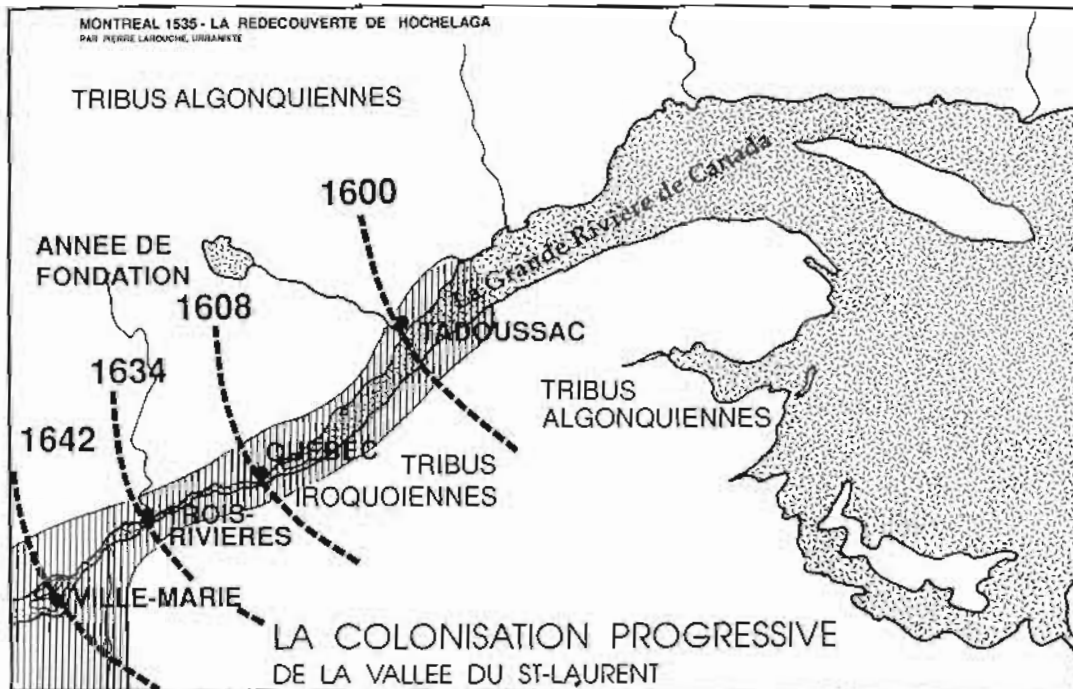 MONTREAL 1535 - LA REDECOUVERTE DE HOCHELAGA
PAR PIERRE LAROUCHE, URBANISTE
TRIBUS ALGONQUIENNES
1600
La Grande Rivière de Canada
ANNEE DE
FONDATION
1608
TADOUSSAC
1634
TRIBUS
ALGONQUIENNES
1642
QUEBEC
TRIBUS
IROQUOIENNES
TROIS-
RIVIERES
VILLE-MARIE
LA COLONISATION PROGRESSIVE
DE LA VALLEE DU ST-LAURENT